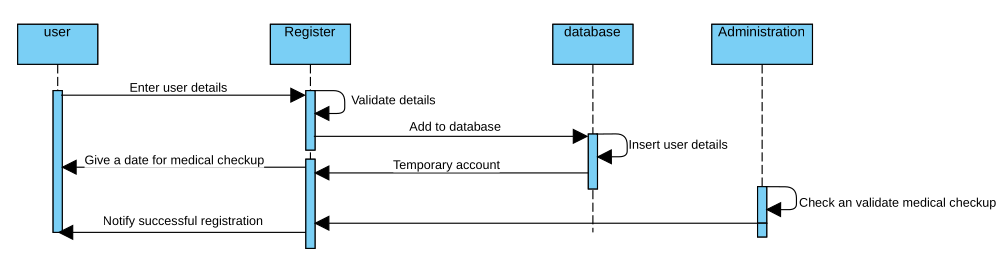 user
Register
database
Administration
Enter user details
Validate details
Add to database
Insert user details
Give a date for medical checkup
Temporary account
Check an validate medical checkup
Notify successful registration